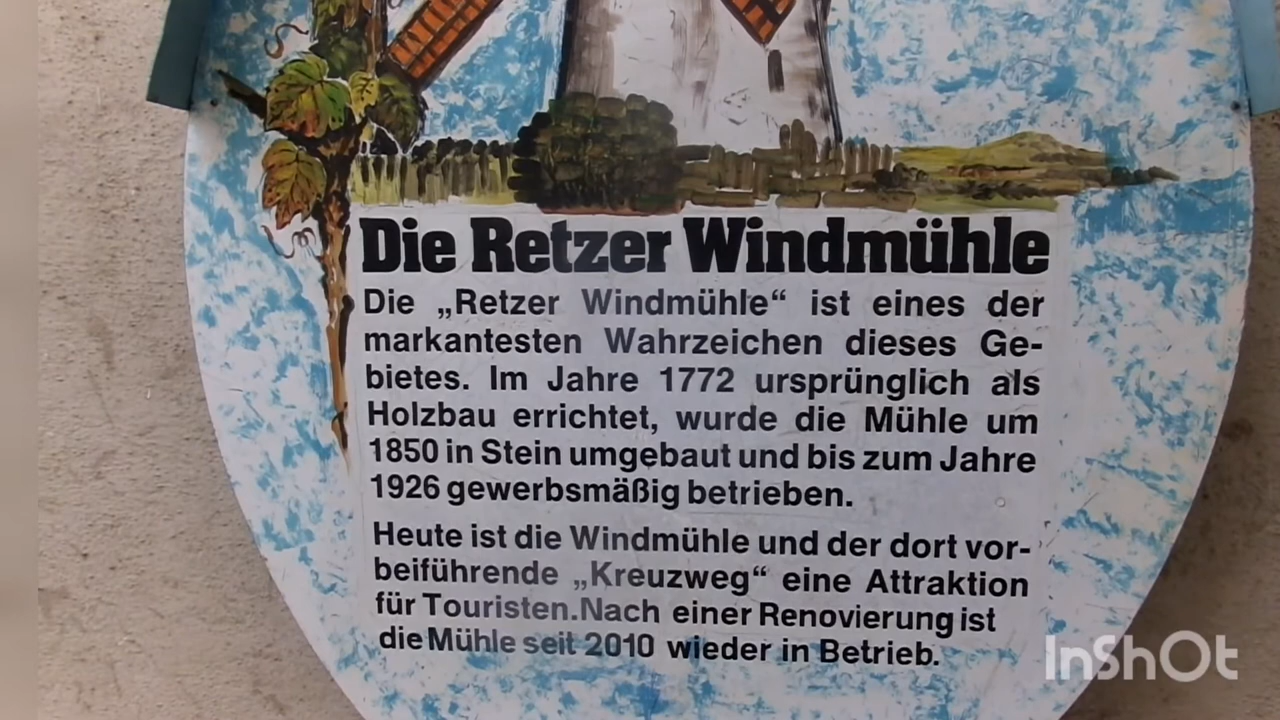 Die Retzer Windmühle
Die „Retzer Windmühle“ ist eines der
markantesten Wahrzeichen dieses Ge-
bietes. Im Jahre 1772 ursprünglich als
Holzbau errichtet, wurde die Mühle um
1850 in Stein umgebaut und bis zum Jahre
1926 gewerbsmäßig betrieben.
Heute ist die Windmühle und der dort vor-
beiführende „Kreuzweg“ eine Attraktion
für Touristen.Nach einer Renovierung ist
die Mühle seit 2010 wieder in Betrieb.
InShOt